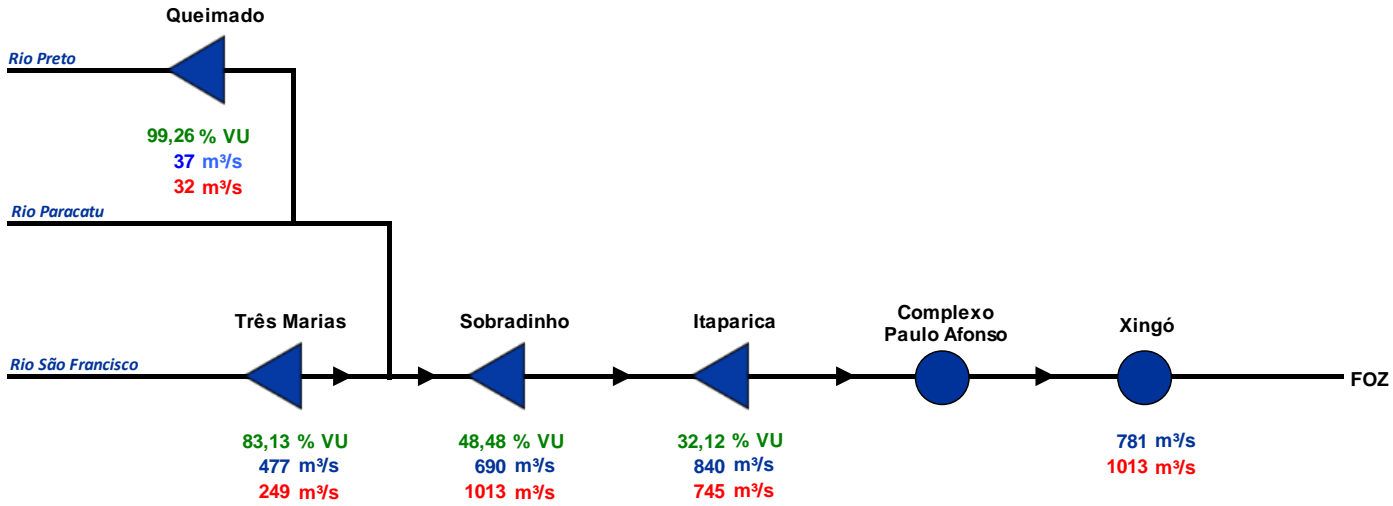 Queimado
Rio Preto
99,26 % VU
37 m³/s
32 m³/s
Rio Paracatu
Três Marias
Sobradinho
Itaparica
Complexo
Paulo Afonso
Xingó
Rio São Francisco
FOZ
83,13 % VU
477 m³/s
249 m³/s
48,48 % VU
690 m³/s
1013 m³/s
32,12 % VU
840 m³/s
745 m³/s
781 m³/s
1013 m³/s